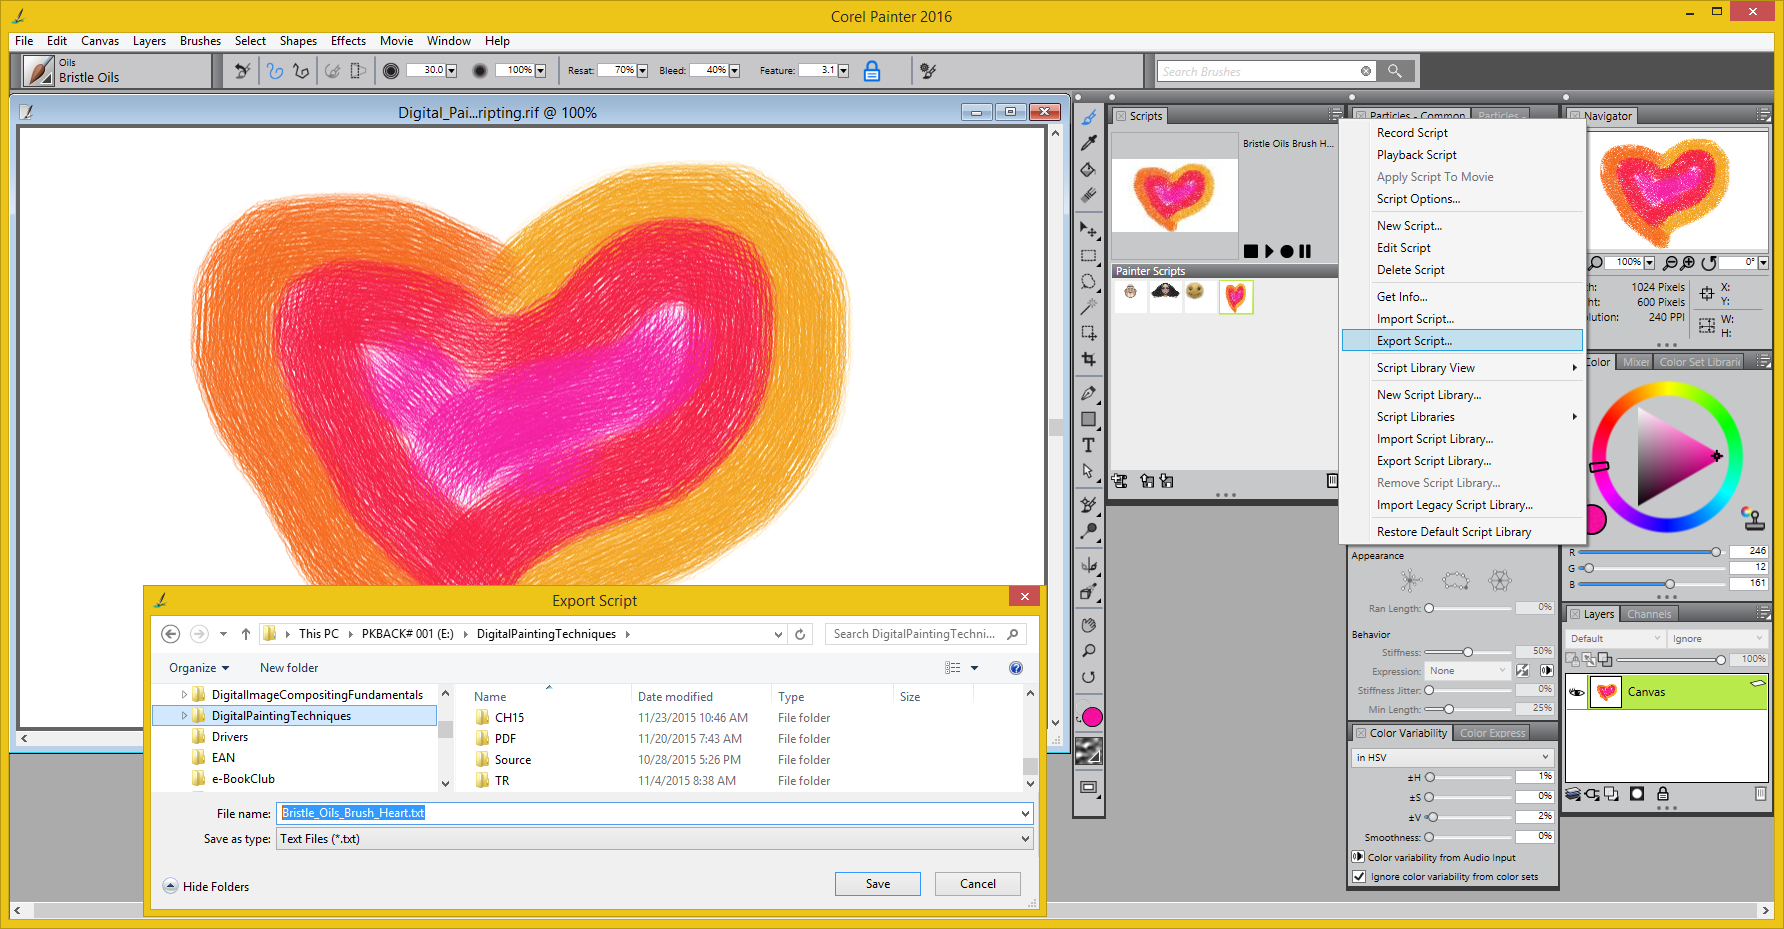 Corel Painter 2016
File Edit Canvas Layers Brushes Select Shapes Effects Movie Window Help
Oils
Bristle Oils
30.0 100% Resat: 70% Bleed: 40% Feature: 3.1
Search Brushes
Digital_Pai...ripting.rif @ 100%
Scripts
Bristle Oils Brush H...
Painter Scripts
Particles - Common Particles -
Record Script
Playback Script
Apply Script To Movie
Script Options...
New Script...
Edit Script
Delete Script
Get Info...
Import Script...
Export Script...
Script Library View
New Script Library...
Script Libraries
Import Script Library...
Export Script Library...
Remove Script Library...
Import Legacy Script Library...
Restore Default Script Library
Navigator
100% 0°
th: 1024 Pixels X:
ght: 600 Pixels Y:
olution: 240 PPI W:
H:
Color Mixer Color Set Librari
R 246
G 12
B 161
Appearance
Ran Length: 0%
Behavior
Stiffness: 50%
Expression: None
Stiffness Jitter: 0%
Min Length: 25%
Color Variability Color Express
in HSV
±H 1%
±S 0%
±V 2%
Smoothness: 0%
Color variability from Audio Input
Ignore color variability from color sets
Layers Channels
Default Ignore
100%
Canvas
Export Script
This PC PKBACK# 001 (E:) DigitalPaintingTechniques
Search DigitalPaintingTechni...
Organize New folder
DigitalImageCompositingFundamentals
DigitalPaintingTechniques
Drivers
EAN
e-BookClub
Name Date modified Type Size
CH15 11/23/2015 10:46 AM File folder
PDF 11/20/2015 7:43 AM File folder
Source 10/28/2015 5:26 PM File folder
TR 11/4/2015 8:38 AM File folder
File name: Bristle_Oils_Brush_Heart.txt
Save as type: Text Files (*.txt)
Hide Folders
Save Cancel